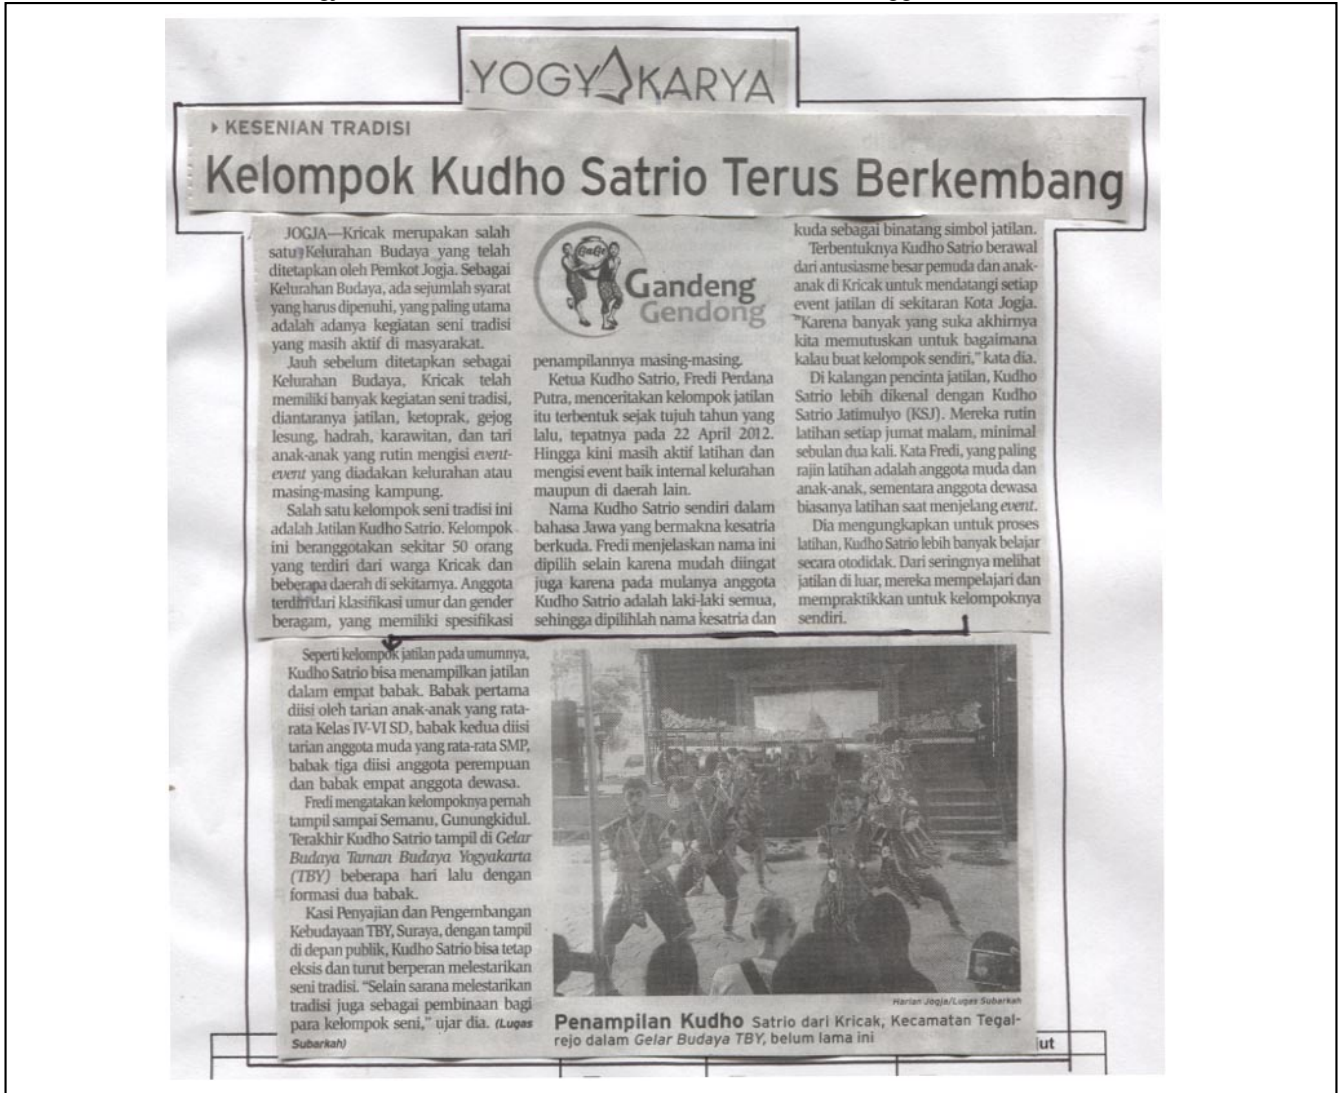 YOGYAKARYA
KESENIAN TRADISI
Kelompok Kudho Satrio Terus Berkembang
JOGJA—Kricak merupakan salah
satu Kelurahan Budaya yang telah
ditetapkan oleh Pemkot Jogja. Sebagai
Kelurahan Budaya, ada sejumlah syarat
yang harus dipenuhi, yang paling utama
adalah adanya kegiatan seni tradisi
yang masih aktif di masyarakat.
Jauh sebelum ditetapkan sebagai
Kelurahan Budaya, Kricak telah
memiliki banyak kegiatan seni tradisi,
diantaranya jatilan, ketoprak, gejog
lesung, hadrah, karawitan, dan tari
anak-anak yang rutin mengisi event-
event yang diadakan kelurahan atau
masing-masing kampung.
Salah satu kelompok seni tradisi ini
adalah Jatilan Kudho Satrio. Kelompok
ini beranggotakan sekitar 50 orang
yang terdiri dari warga Kricak dan
beberapa daerah di sekitarnya. Anggota
terdiri dari klasifikasi umur dan gender
beragam, yang memiliki spesifikasi
Gandeng
Gendong
penampilannya masing-masing.
Ketua Kudho Satrio, Fredi Perdana
Putra, menceritakan kelompok jatilan
itu terbentuk sejak tujuh tahun yang
lalu, tepatnya pada 22 April 2012.
Hingga kini masih aktif latihan dan
mengisi event baik internal kelurahan
maupun di daerah lain.
Nama Kudho Satrio sendiri dalam
bahasa Jawa yang bermakna kesatria
berkuda. Fredi menjelaskan nama ini
dipilih selain karena mudah diingat
juga karena pada mulanya anggota
Kudho Satrio adalah laki-laki semua,
sehingga dipilihlah nama kesatria dan
kuda sebagai binatang simbol jatilan.
Terbentuknya Kudho Satrio berawal
dari antusiasme besar pemuda dan anak-
anak di Kricak untuk mendatangi setiap
event jatilan di sekitaran Kota Jogja.
"Karena banyak yang suka akhirnya
kita memutuskan untuk bagaimana
kalau buat kelompok sendiri," kata dia.
Di kalangan pencinta jatilan, Kudho
Satrio lebih dikenal dengan Kudho
Satrio Jatimulyo (KSJ). Mereka rutin
latihan setiap jumat malam, minimal
sebulan dua kali. Kata Fredi, yang paling
rajin latihan adalah anggota muda dan
anak-anak, sementara anggota dewasa
biasanya latihan saat menjelang event.
Dia mengungkapkan untuk proses
latihan, Kudho Satrio lebih banyak belajar
secara otodidak. Dari seringnya melihat
jatilan di luar, mereka mempelajari dan
mempraktikkan untuk kelompoknya
sendiri.
Seperti kelompok jatilan pada umumnya,
Kudho Satrio bisa menampilkan jatilan
dalam empat babak. Babak pertama
diisi oleh tarian anak-anak yang rata-
rata Kelas IV-VI SD, babak kedua diisi
tarian anggota muda yang rata-rata SMP,
babak tiga diisi anggota perempuan
dan babak empat anggota dewasa.
Fredi mengatakan kelompoknya pernah
tampil sampai Semanu, Gunungkidul.
Terakhir Kudho Satrio tampil di Gelar
Budaya Taman Budaya Yogyakarta
(TBY) beberapa hari lalu dengan
formasi dua babak.
Kasi Penyajian dan Pengembangan
Kebudayaan TBY, Suraya, dengan tampil
di depan publik, Kudho Satrio bisa tetap
eksis dan turut berperan melestarikan
seni tradisi. "Selain sarana melestarikan
tradisi juga sebagai pembinaan bagi
para kelompok seni," ujar dia. (Lugas
Subarkah)
Harian Jogja/Lugas Subarkah
Penampilan Kudho Satrio dari Kricak, Kecamatan Tegal-
rejo dalam Gelar Budaya TBY, belum lama ini
jut